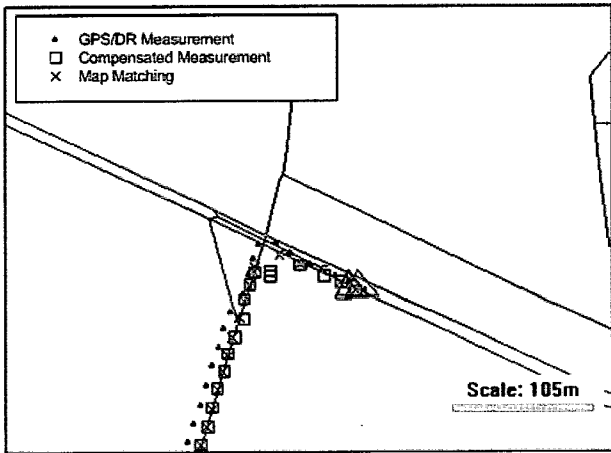 GPS/DR Measurement
Compensated Measurement
Map Matching
Scale: 105m